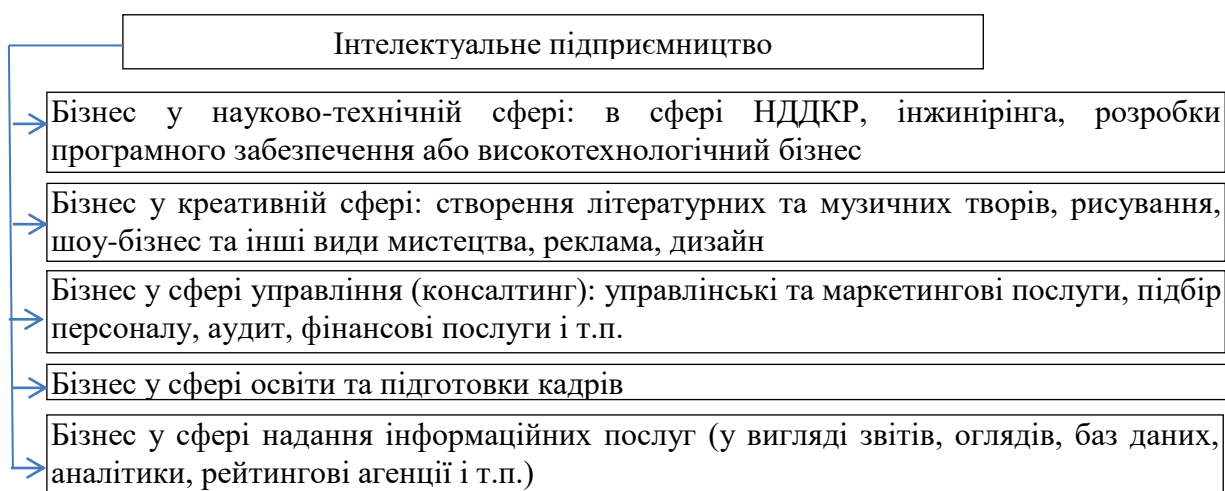 Інтелектуальне підприємництво
Бізнес у науково-технічній сфері: в сфері НДДКР, інжинірінга, розробки
програмного забезпечення або високотехнологічний бізнес
Бізнес у креативній сфері: створення літературних та музичних творів, рисування,
шоу-бізнес та інші види мистецтва, реклама, дизайн
Бізнес у сфері управління (консалтинг): управлінські та маркетингові послуги, підбір
персоналу, аудит, фінансові послуги і т.п.
Бізнес у сфері освіти та підготовки кадрів
Бізнес у сфері надання інформаційних послуг (у вигляді звітів, оглядів, баз даних,
аналітики, рейтингові агенції і т.п.)